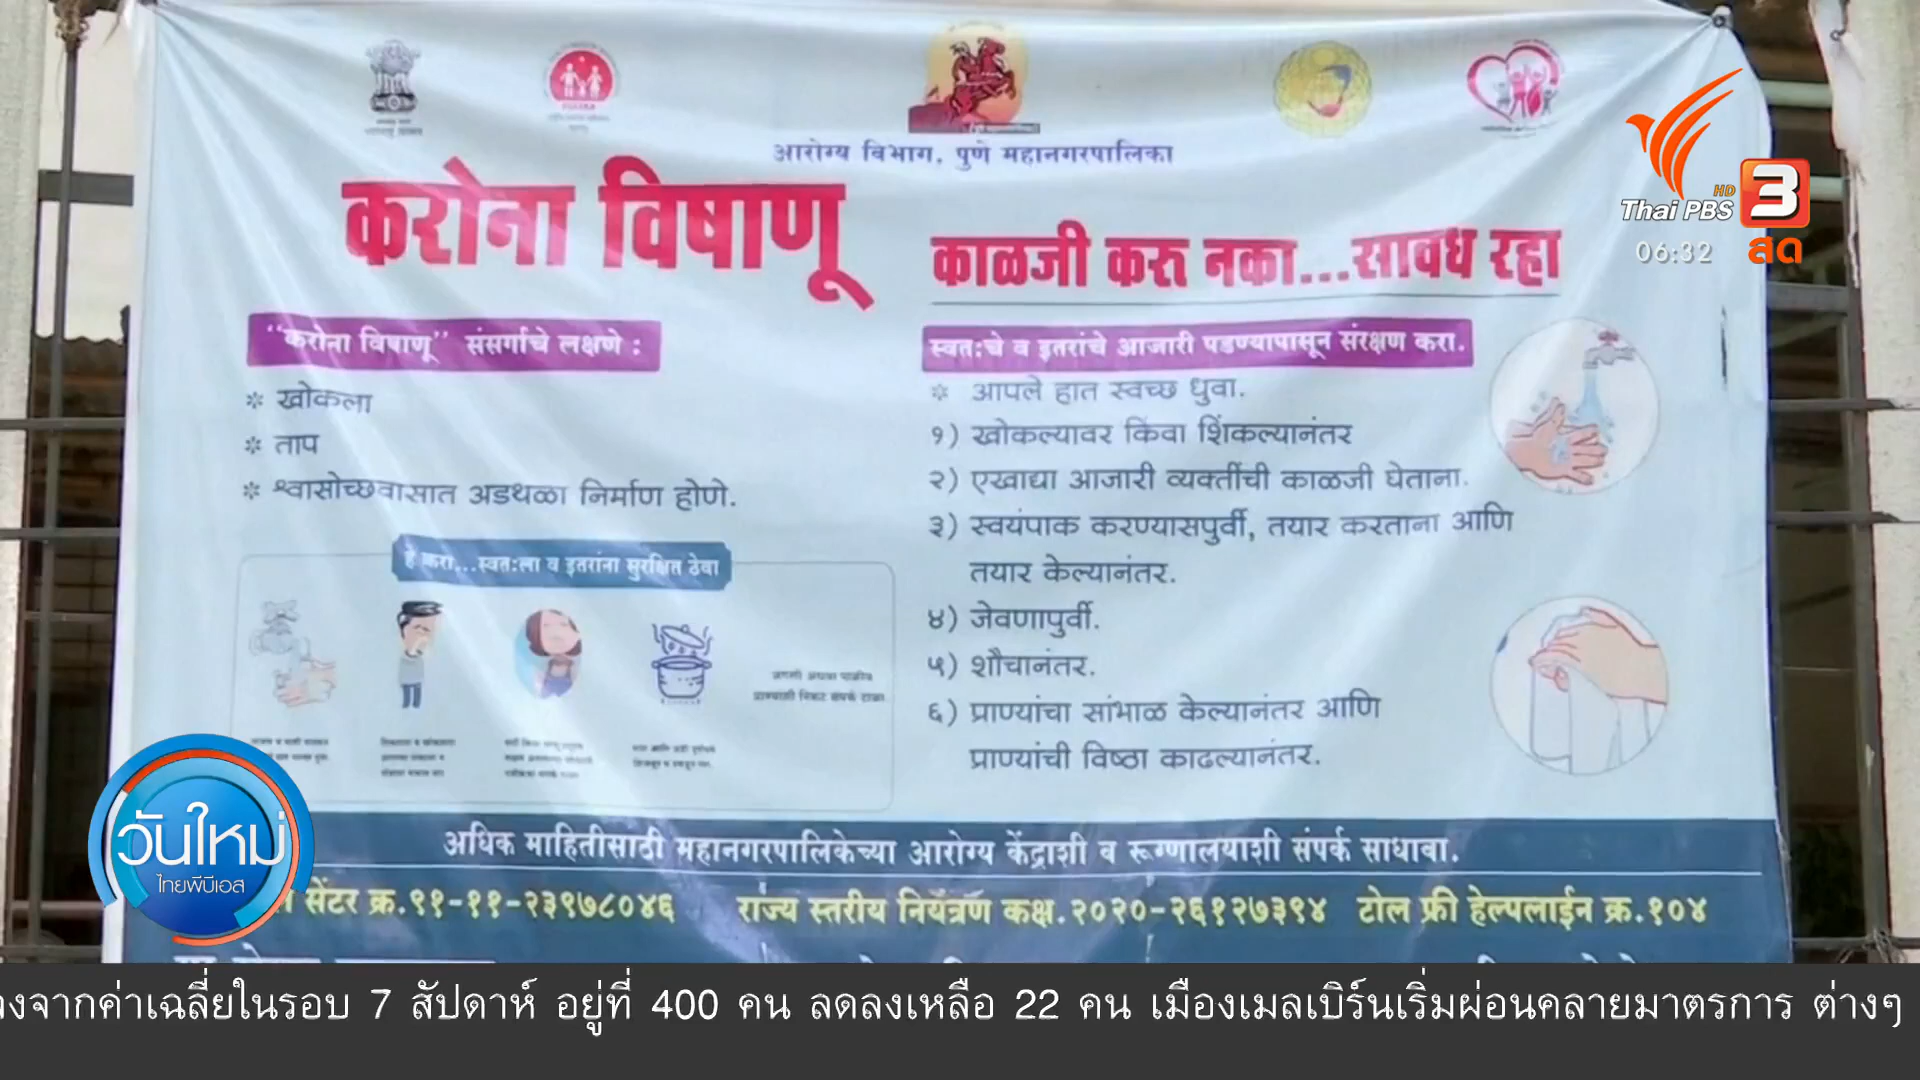 आरोग्य विभाग, पुणे महानगरपालिका
करोना विषाणू
काळजी करू नका...सावध रहा
"करोना विषाणू" संसर्गाचे लक्षणे :
* खोकला
* ताप
* श्वासोच्छवासात अडथळा निर्माण होणे.
हे करा...स्वत:ला व इतरांना सुरक्षित ठेवा
स्वत:चे व इतरांचे आजारी पडण्यापासून संरक्षण करा.
* आपले हात स्वच्छ धुवा.
१) खोकल्यावर किंवा शिंकल्यानंतर
२) एखाद्या आजारी व्यक्तींची काळजी घेताना.
३) स्वयंपाक करण्यासपुर्वी, तयार करताना आणि
तयार केल्यानंतर.
४) जेवणापुर्वी.
५) शौचानंतर.
६) प्राण्यांचा सांभाळ केल्यानंतर आणि
प्राण्यांची विष्ठा काढल्यानंतर.
अधिक माहितीसाठी महानगरपालिकेच्या आरोग्य केंद्राशी व रूग्णालयाशी संपर्क साधावा.
सेंटर क्र.९१-११-२३९७८०४६ राज्य स्तरीय नियंत्रण कक्ष.२०२०-२६१२७३९४ टोल फ्री हेल्पलाईन क्र.१०४
Thai PBS HD 3
06:32 สด
วันใหม่
ไทยพีบีเอส
จากค่าเฉลี่ยในรอบ 7 สัปดาห์ อยู่ที่ 400 คน ลดลงเหลือ 22 คน เมืองเมลเบิร์นเริ่มผ่อนคลายมาตรการ ต่างๆ